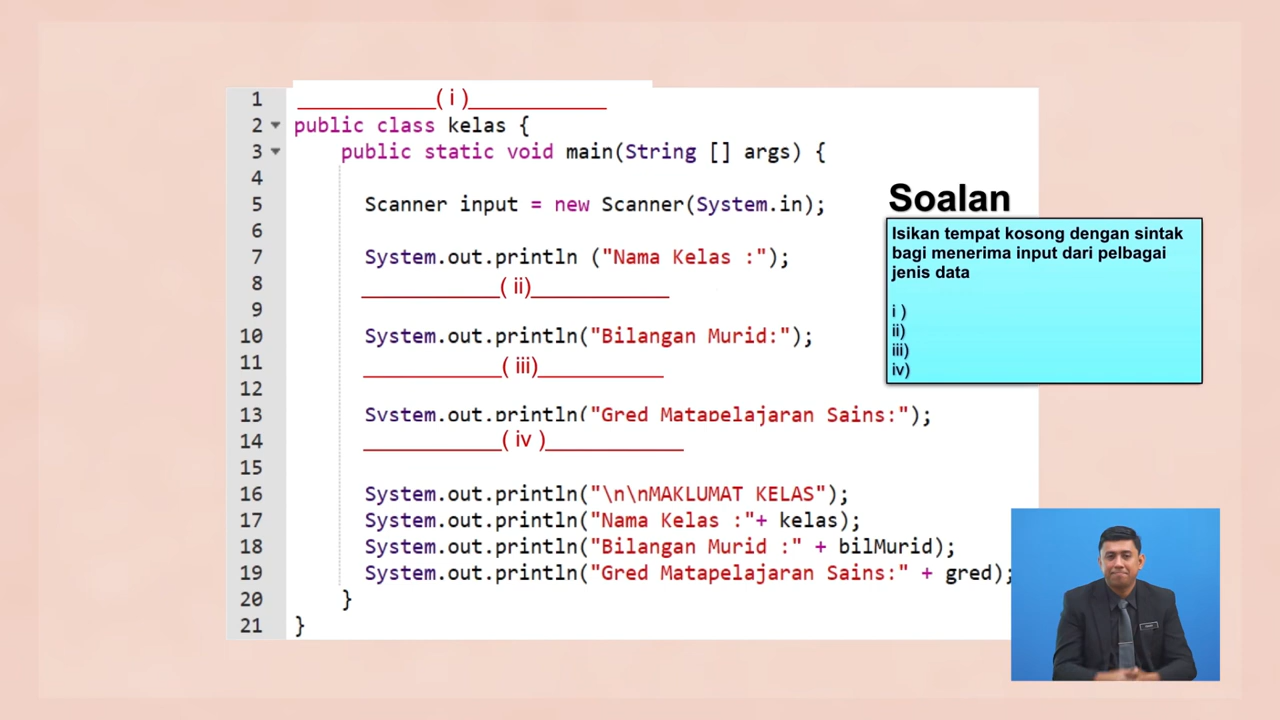 1 ____________( i )____________
2 public class kelas {
3 public static void main(String [] args) {
4
5 Scanner input = new Scanner(System.in);
6
7 System.out.println ("Nama Kelas :");
8 ____________( ii)____________
9
10 System.out.println("Bilangan Murid:");
11 ____________( iii)___________
12
13 System.out.println("Gred Matapelajaran Sains:");
14 ____________( iv )____________
15
16 System.out.println("\n\nMAKLUMAT KELAS");
17 System.out.println("Nama Kelas :"+ kelas);
18 System.out.println("Bilangan Murid :" + bilMurid);
19 System.out.println("Gred Matapelajaran Sains:" + gred);
20 }
21 }
Soalan
Isikan tempat kosong dengan sintak
bagi menerima input dari pelbagai
jenis data
i )
ii)
iii)
iv)